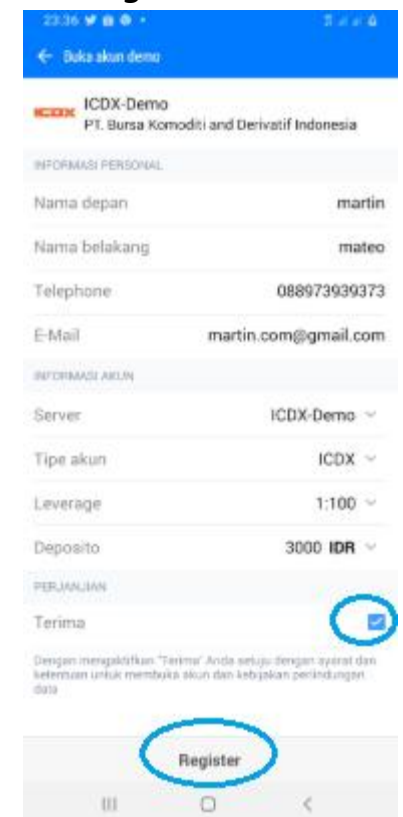 23.36
Buka akun demo
ICDX
ICDX-Demo
PT. Bursa Komoditi and Derivatif Indonesia
INFORMASI PERSONAL
Nama depan martin
Nama belakang mateo
Telephone 088973939373
E-Mail martin.com@gmail.com
INFORMASI AKUN
Server ICDX-Demo
Tipe akun ICDX
Leverage 1:100
Deposito 3000 IDR
PERJANJIAN
Terima
Dengan mengaktifkan "Terima" Anda setuju dengan syarat dan
ketentuan untuk membuka akun dan kebijakan perlindungan
data
Register